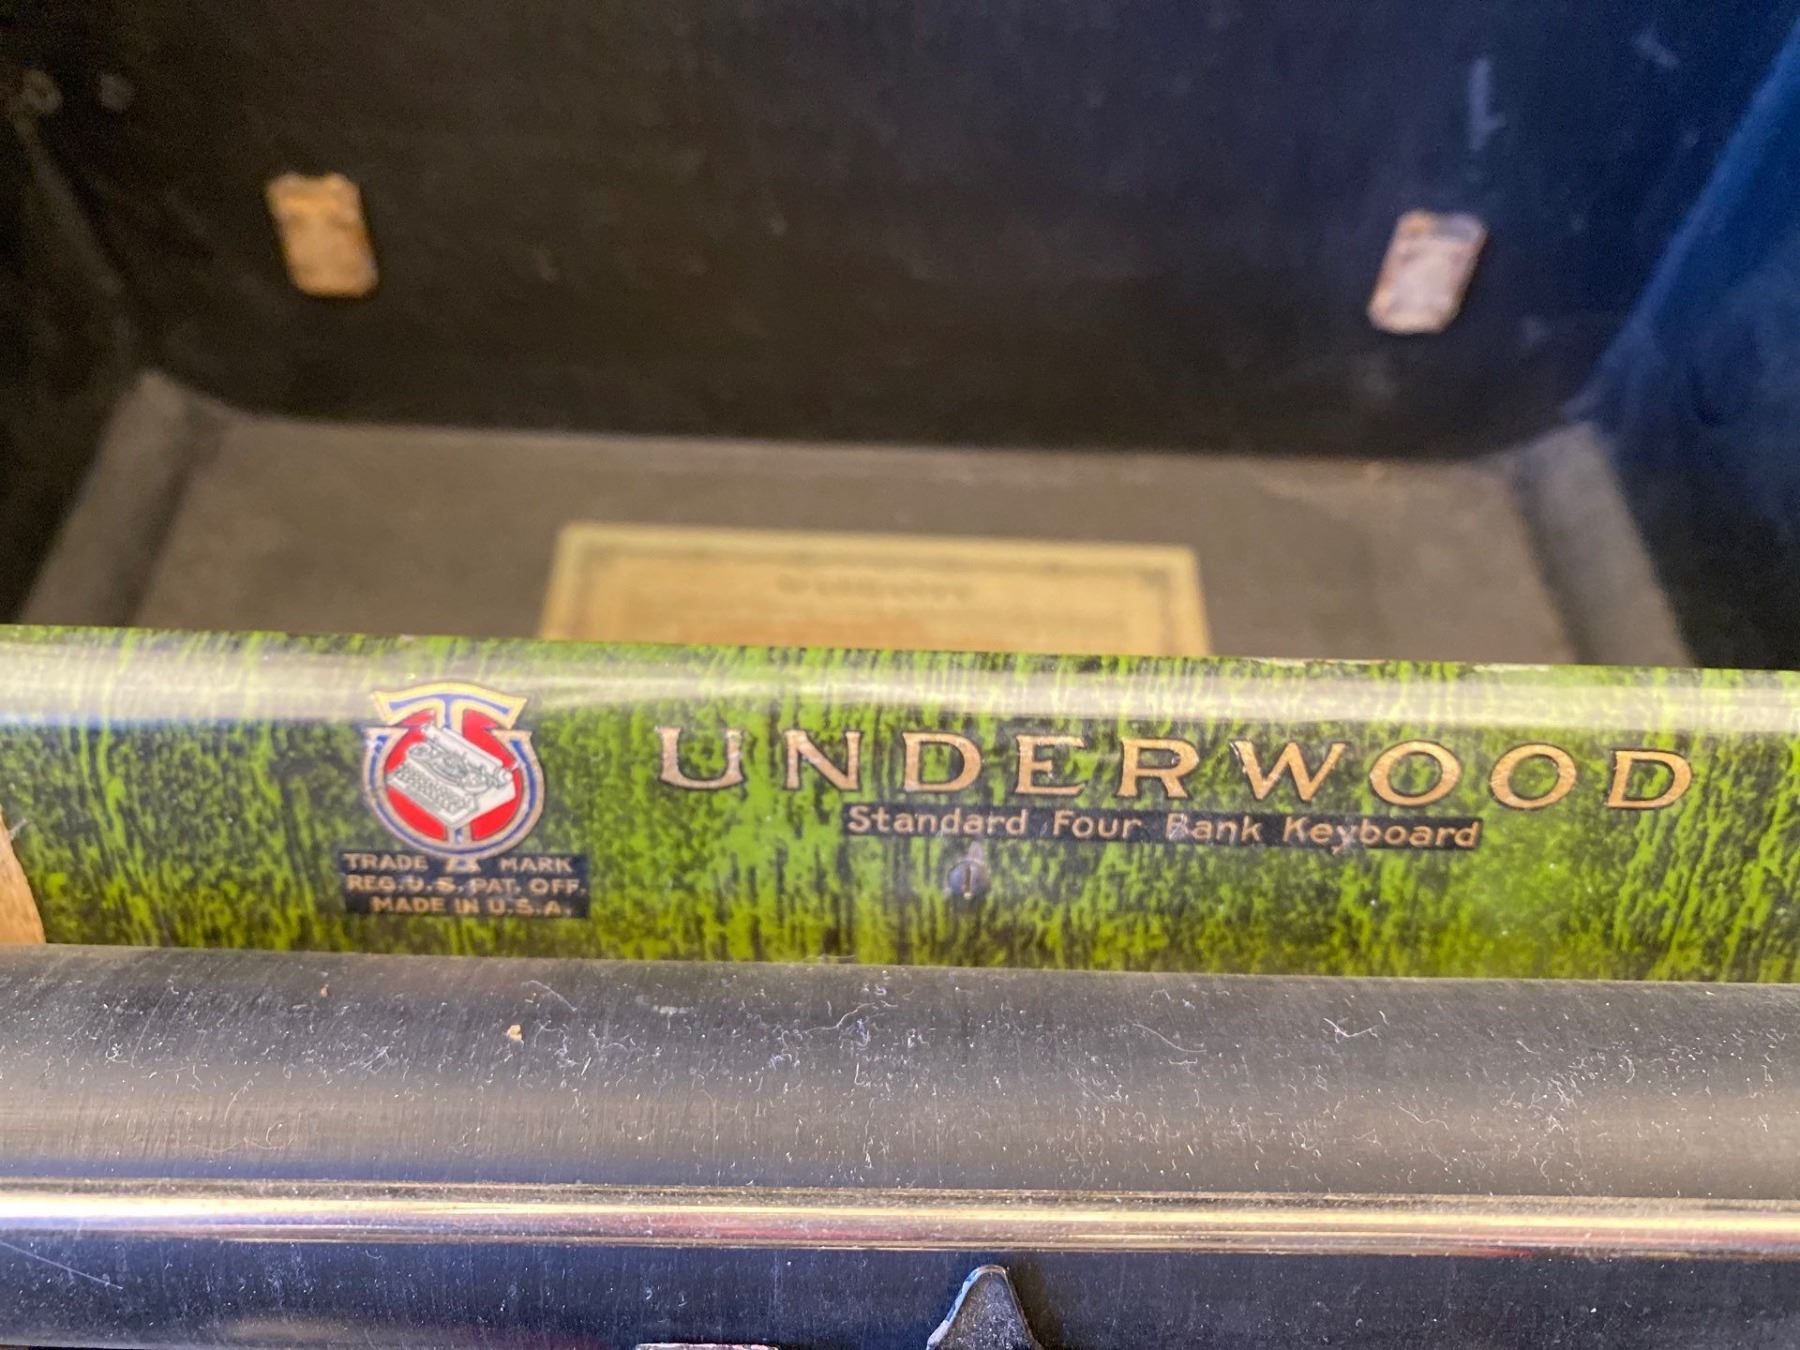 UNDERWOOD
Standard Four Bank Keyboard
TRADE MARK
REG. U.S. PAT. OFF.
MADE IN U.S.A.